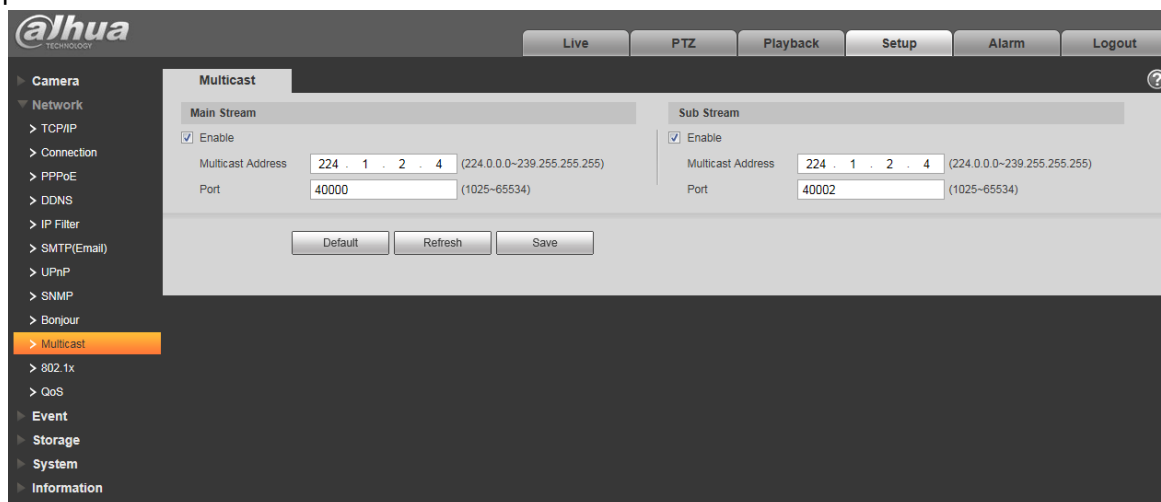 alhua
TECHNOLOGY
Live PTZ Playback Setup Alarm Logout
Camera
Network
> TCP/IP
> Connection
> PPPoE
> DDNS
> IP Filter
> SMTP(Email)
> UPnP
> SNMP
> Bonjour
> Multicast
> 802.1x
> QoS
Event
Storage
System
Information
Multicast
?
Main Stream
Enable
Multicast Address 224 . 1 . 2 . 4 (224.0.0.0~239.255.255.255)
Port 40000 (1025~65534)
Sub Stream
Enable
Multicast Address 224 . 1 . 2 . 4 (224.0.0.0~239.255.255.255)
Port 40002 (1025~65534)
Default Refresh Save